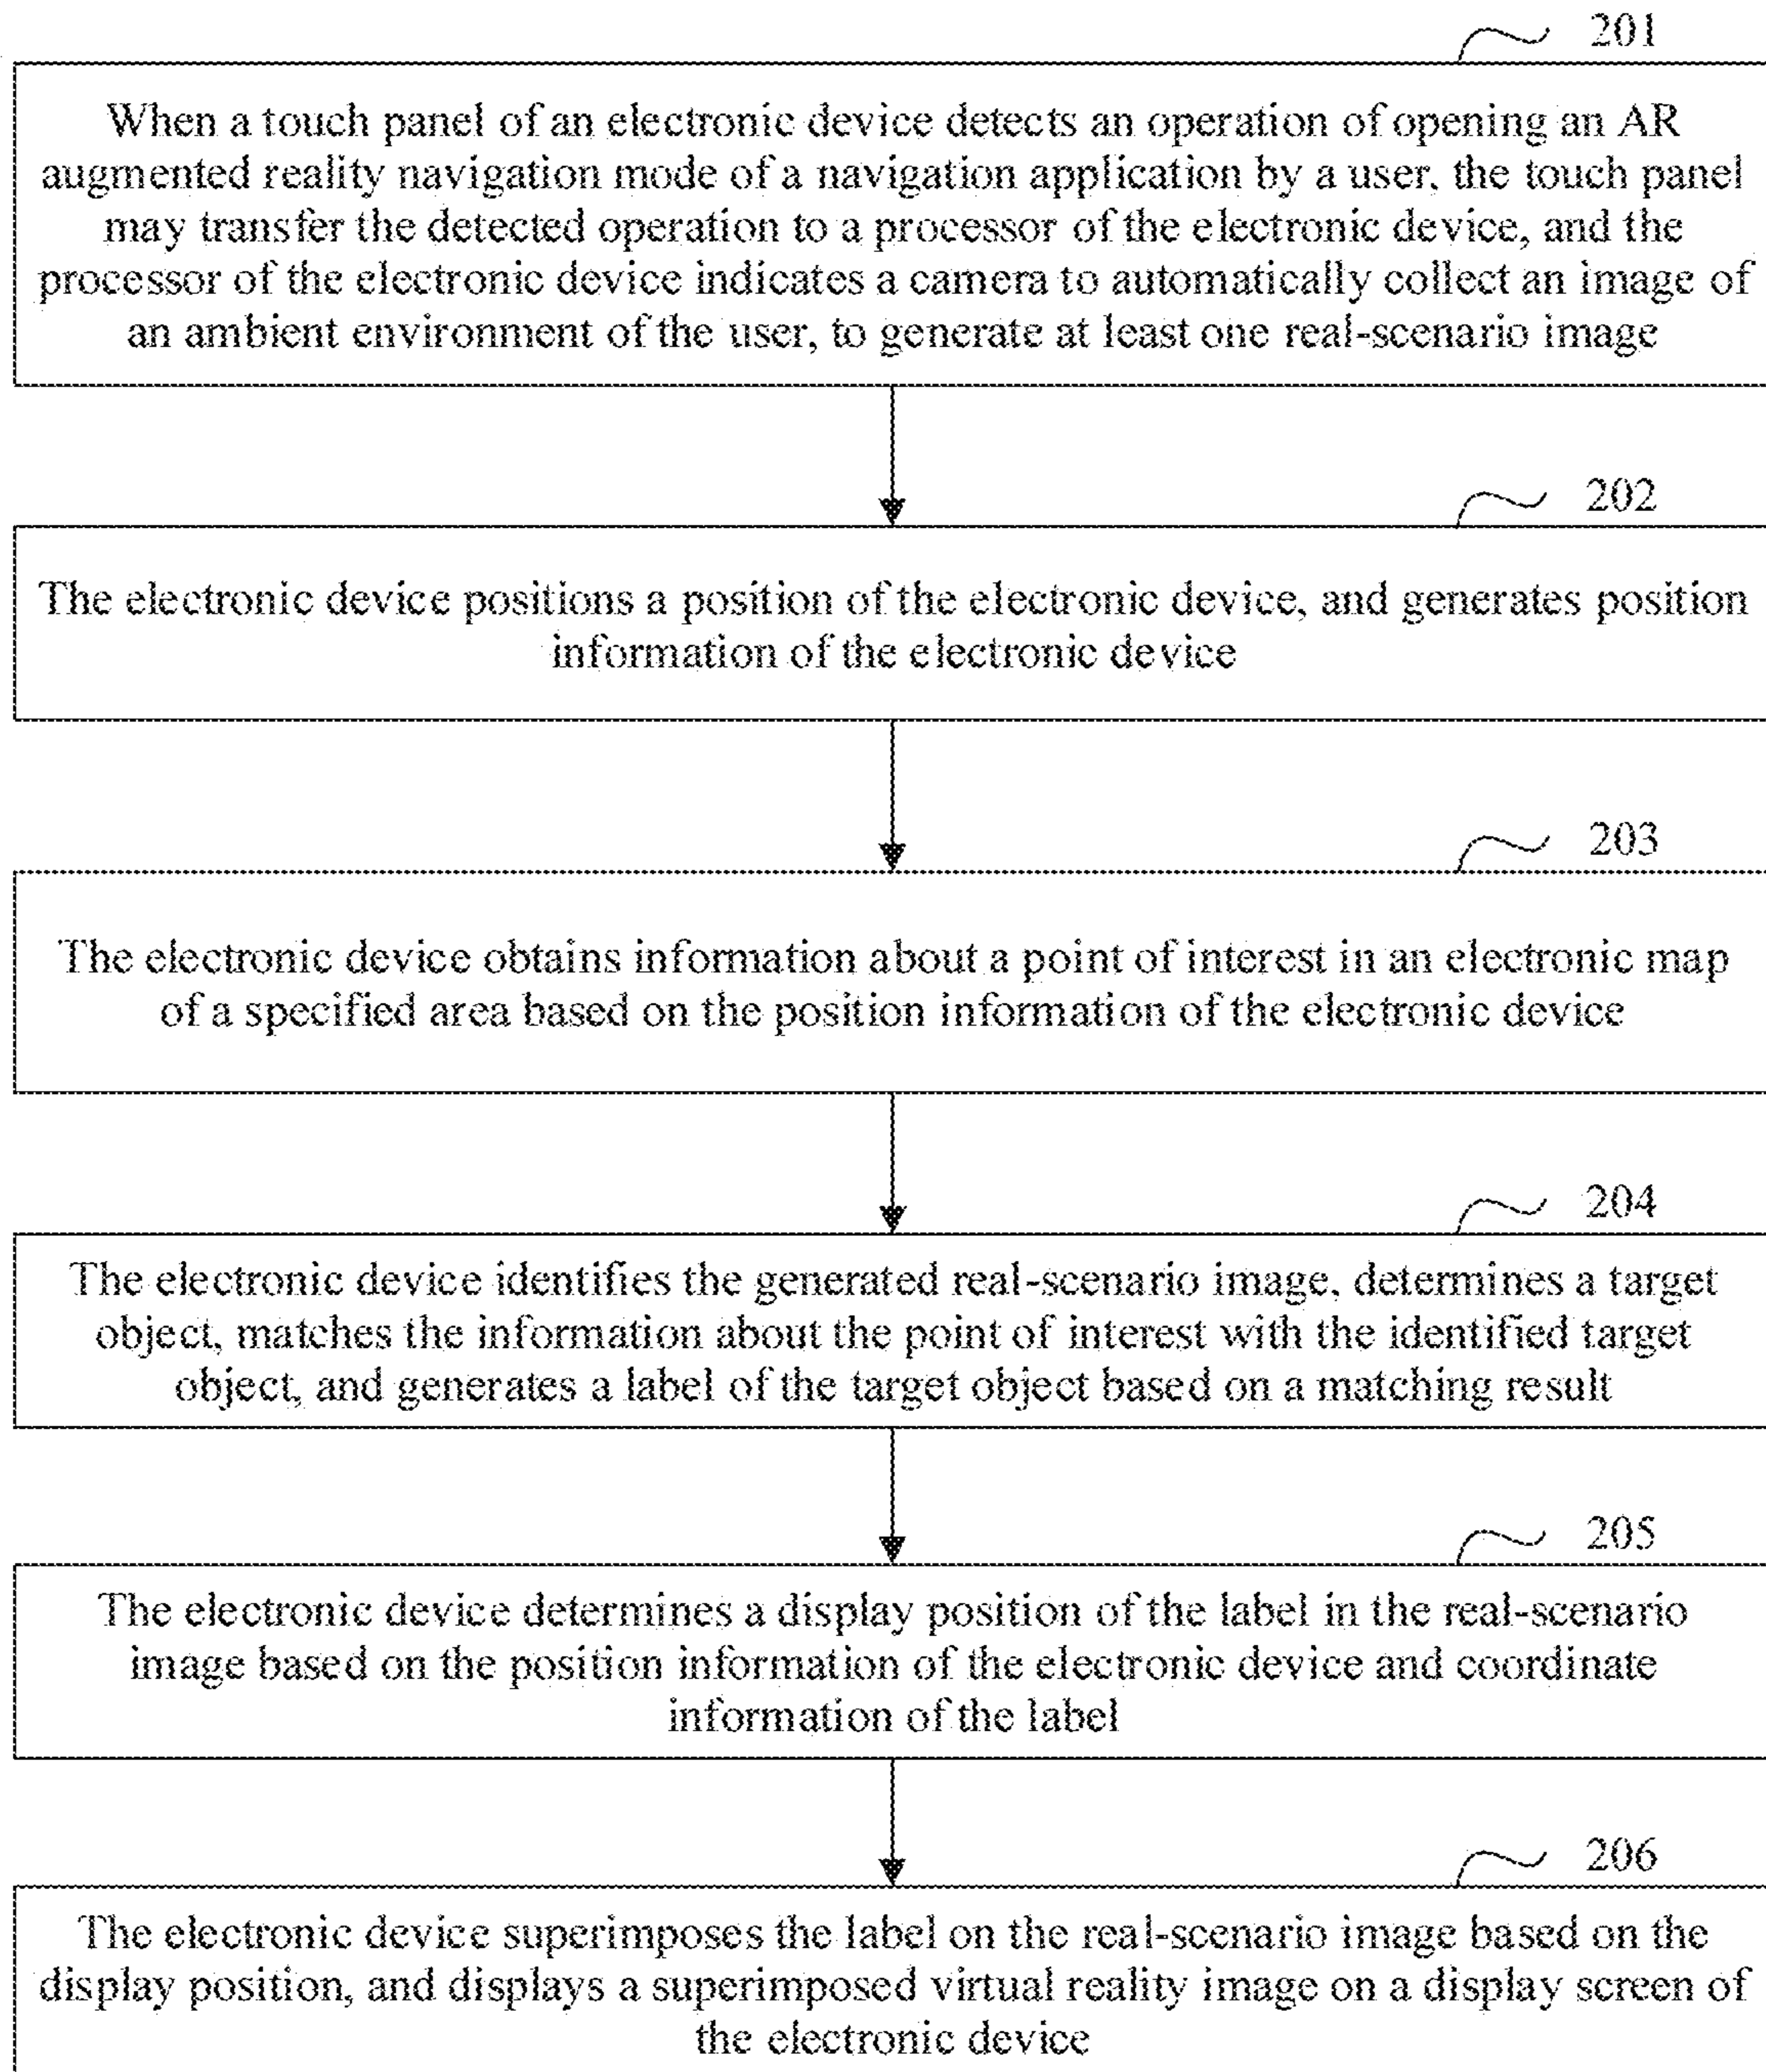 201
When a touch panel of an electronic device detects an operation of opening an AR
augmented reality navigation mode of a navigation application by a user, the touch panel
may transfer the detected operation to a processor of the electronic device, and the
processor of the electronic device indicates a camera to automatically collect an image of
an ambient environment of the user, to generate at least one real-scenario image
202
The electronic device positions a position of the electronic device, and generates position
information of the electronic device
203
The electronic device obtains information about a point of interest in an electronic map
of a specified area based on the position information of the electronic device
204
The electronic device identifies the generated real-scenario image, determines a target
object, matches the information about the point of interest with the identified target
object, and generates a label of the target object based on a matching result
205
The electronic device determines a display position of the label in the real-scenario
image based on the position information of the electronic device and coordinate
information of the label
206
The electronic device superimposes the label on the real-scenario image based on the
display position, and displays a superimposed virtual reality image on a display screen of
the electronic device